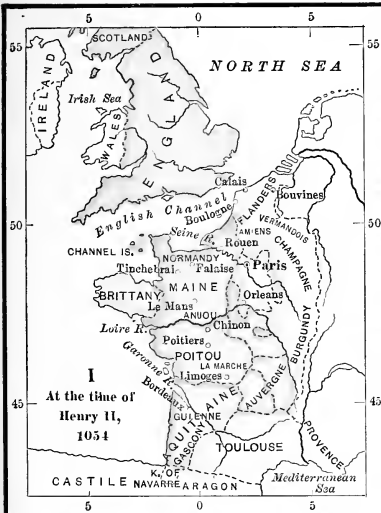 5 0 5
55
SCOTLAND
NORTH SEA
IRELAND
Irish Sea
WALES
ENGLAND
Calais
English Channel
Boulogne
FLANDERS
Bouvines
50
50
VERMANDOIS
AMIENS
Seine R.
Rouen
CHANNEL IS.
NORMANDY
CHAMPAGNE
Tinchebrai
Falaise
Paris
BRITTANY
MAINE
Orleans
Le Mans
ANUOU
Loire R.
Chinon
BURGUNDY
Poitiers
POITOU
Garonne R.
LA MARCHE
Limoges
I
At the time of
Henry II,
1054
Bordeaux
AUVERGNE
45
45
GUIENNE
AQUITAINE
GASCONY
TOULOUSE
PROVENCE
K. OF
NAVARRE
CASTILE
ARAGON
Mediterranean
Sea
5 0 5